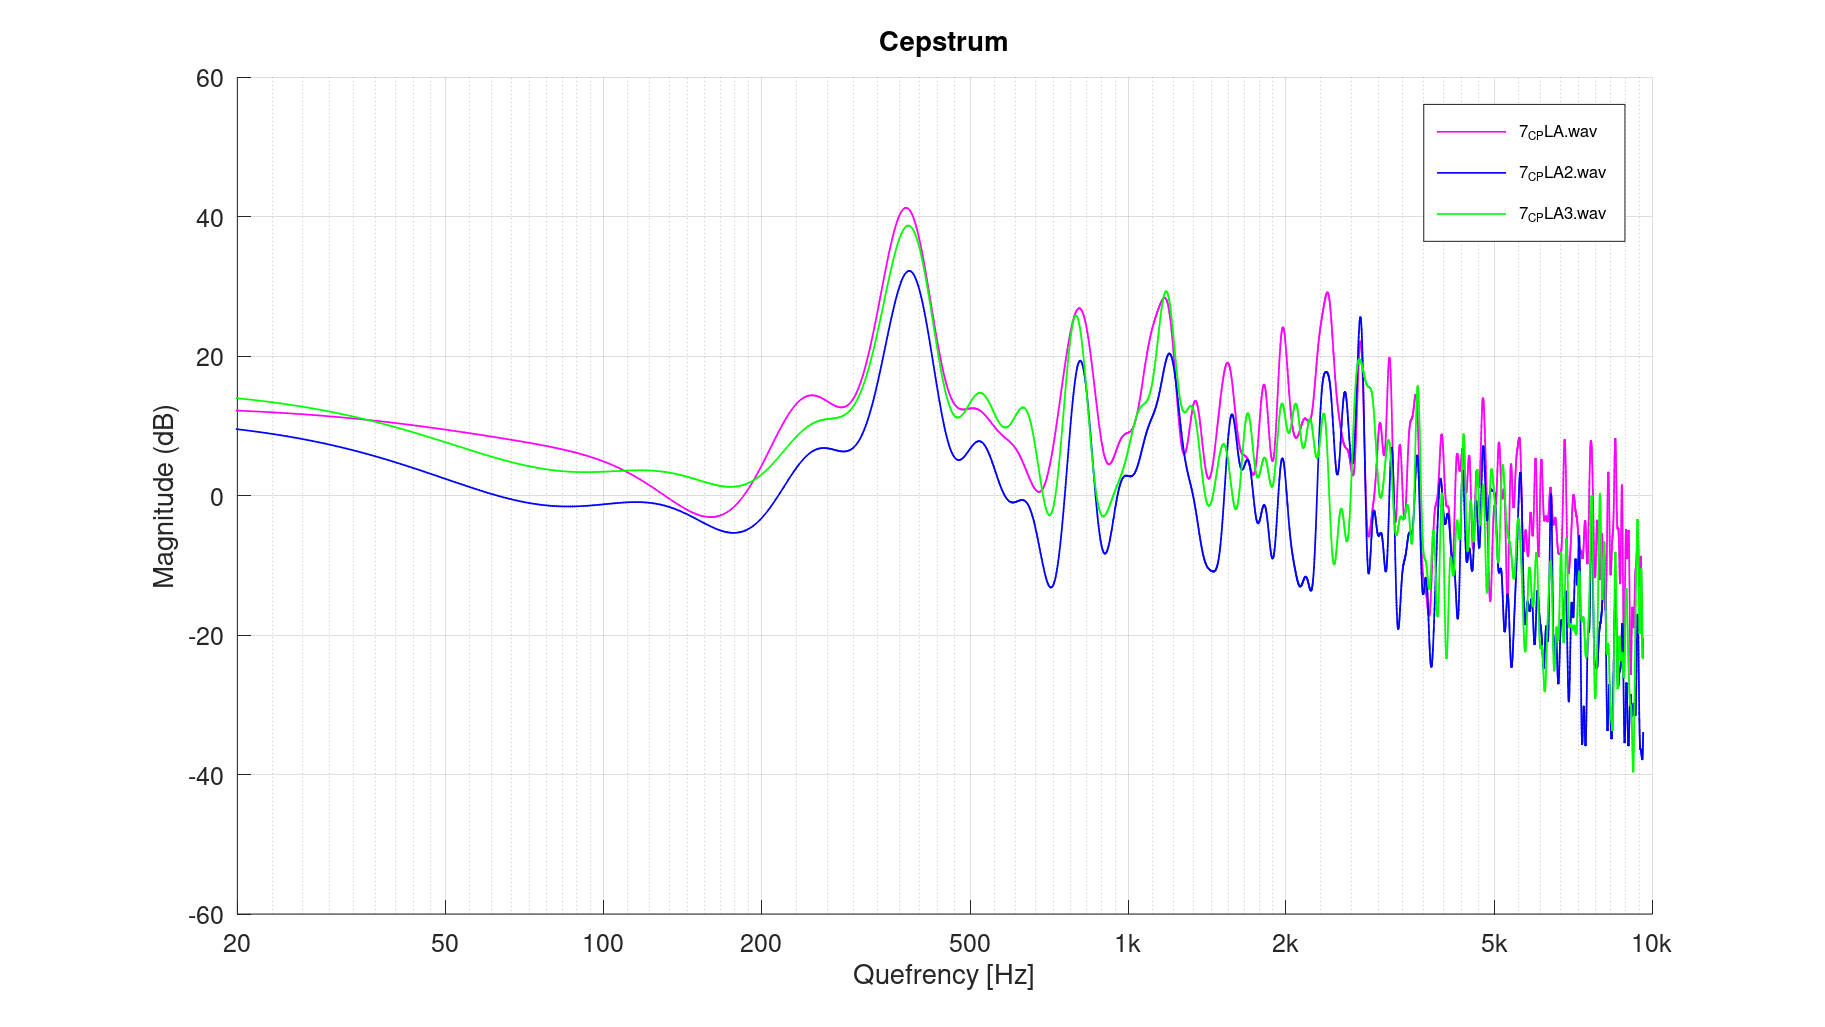 Cepstrum
60
40
20
0
-20
-40
-60
Magnitude (dB)
20 50 100 200 500 1k 2k 5k 10k
Quefrency [Hz]
7CPLA.wav
7CPLA2.wav
7CPLA3.wav